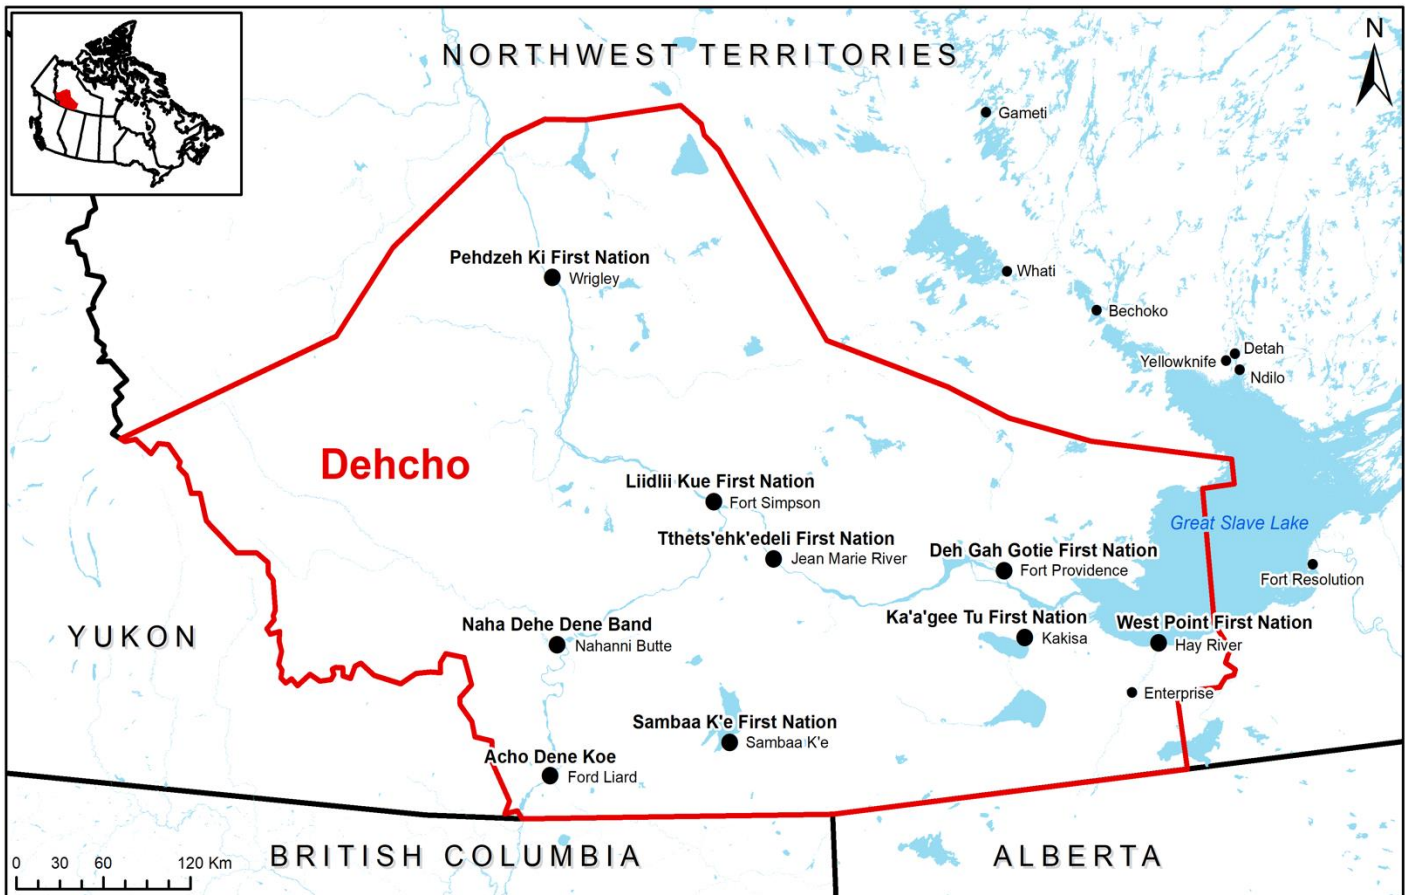 NORTHWEST TERRITORIES
N
Gameti
Pehdzeh Ki First Nation
Wrigley
Whati
Bechoko
Detah
Yellowknife
Ndilo
Dehcho
Liidlii Kue First Nation
Fort Simpson
Great Slave Lake
Tthets'ehk'edeli First Nation
Jean Marie River
Deh Gah Gotie First Nation
Fort Providence
Fort Resolution
Ka'a'gee Tu First Nation
Kakisa
West Point First Nation
Hay River
YUKON
Naha Dehe Dene Band
Nahanni Butte
Enterprise
Sambaa K'e First Nation
Sambaa K'e
Acho Dene Koe
Ford Liard
BRITISH COLUMBIA
ALBERTA
0 30 60 120 Km